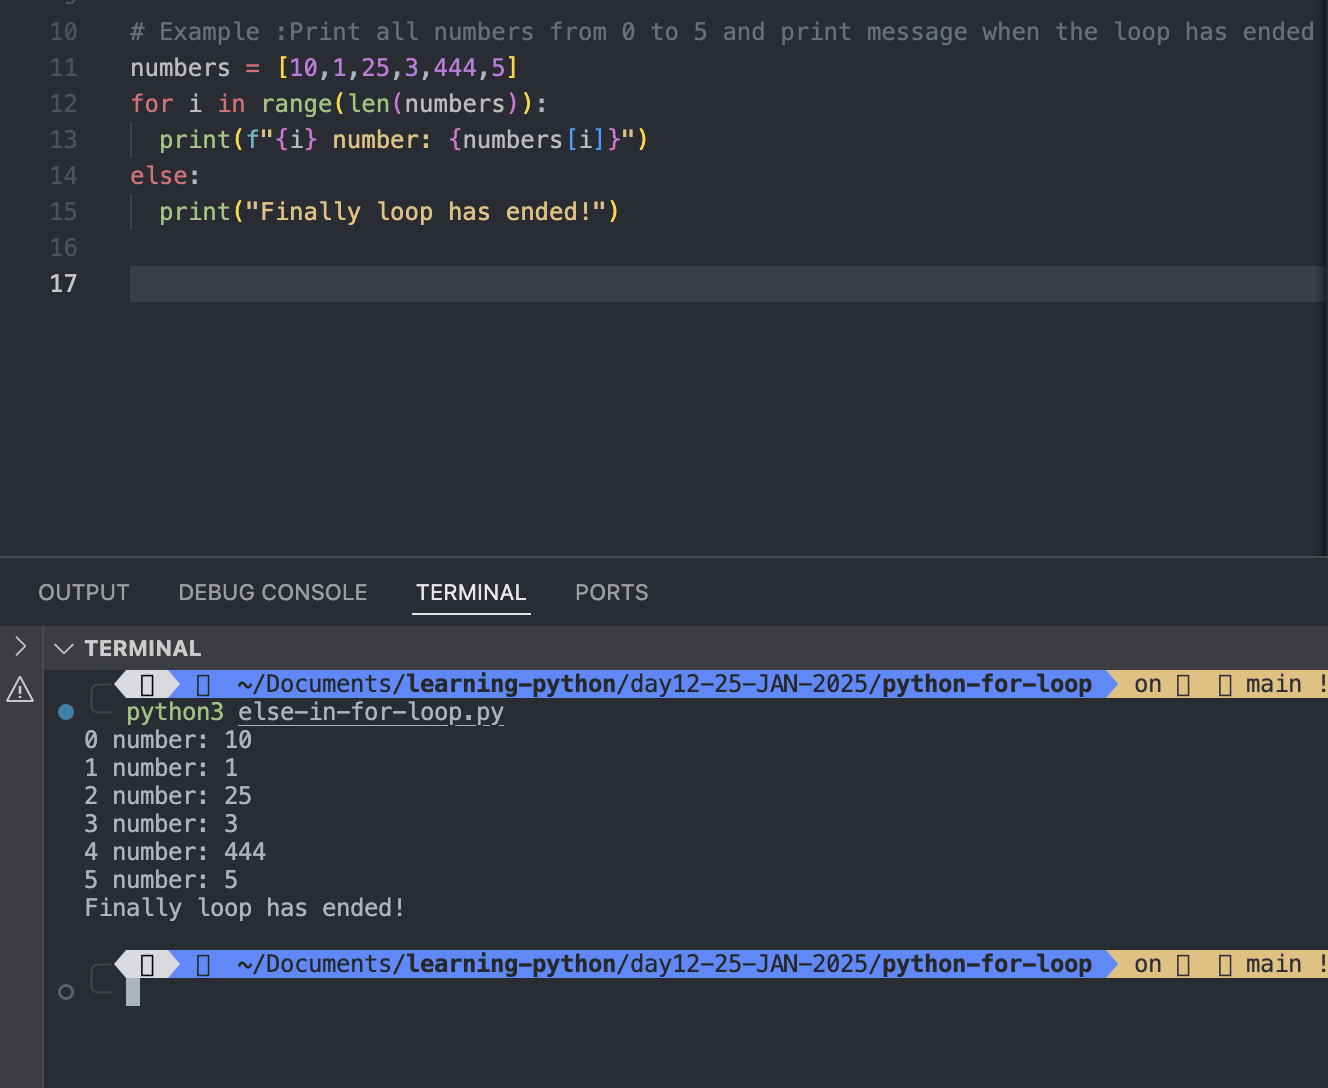 10 # Example :Print all numbers from 0 to 5 and print message when the loop has ended
11 numbers = [10,1,25,3,444,5]
12 for i in range(len(numbers)):
13   print(f"{i} number: {numbers[i]}")
14 else:
15   print("Finally loop has ended!")
16
17
OUTPUT DEBUG CONSOLE TERMINAL PORTS
TERMINAL
~/Documents/learning-python/day12-25-JAN-2025/python-for-loop on main !
python3 else-in-for-loop.py
0 number: 10
1 number: 1
2 number: 25
3 number: 3
4 number: 444
5 number: 5
Finally loop has ended!
~/Documents/learning-python/day12-25-JAN-2025/python-for-loop on main !